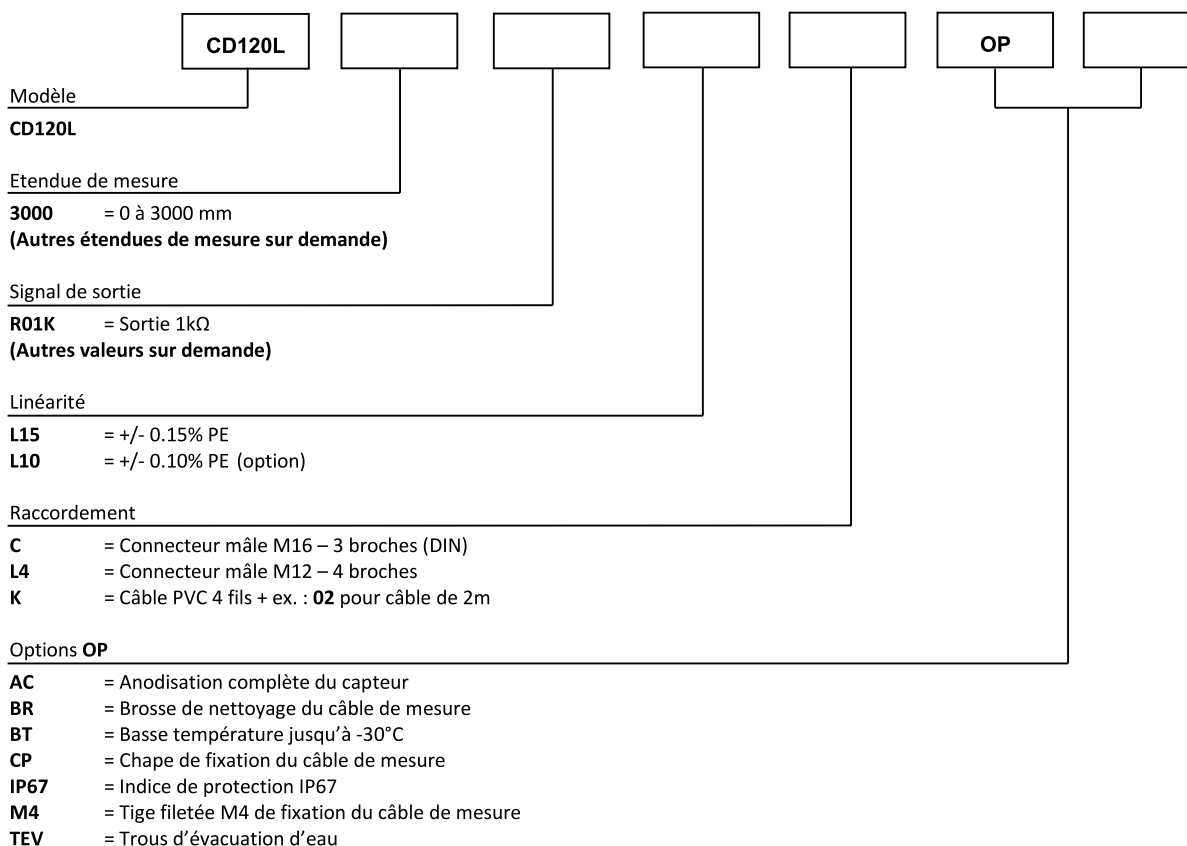 CD120L OP
Modèle
CD120L
Etendue de mesure
3000 = 0 à 3000 mm
(Autres étendues de mesure sur demande)
Signal de sortie
R01K = Sortie 1kΩ
(Autres valeurs sur demande)
Linéarité
L15 = +/- 0.15% PE
L10 = +/- 0.10% PE (option)
Raccordement
C = Connecteur mâle M16 – 3 broches (DIN)
L4 = Connecteur mâle M12 – 4 broches
K = Câble PVC 4 fils + ex. : 02 pour câble de 2m
Options OP
AC = Anodisation complète du capteur
BR = Brosse de nettoyage du câble de mesure
BT = Basse température jusqu’à -30°C
CP = Chape de fixation du câble de mesure
IP67 = Indice de protection IP67
M4 = Tige filetée M4 de fixation du câble de mesure
TEV = Trous d’évacuation d’eau